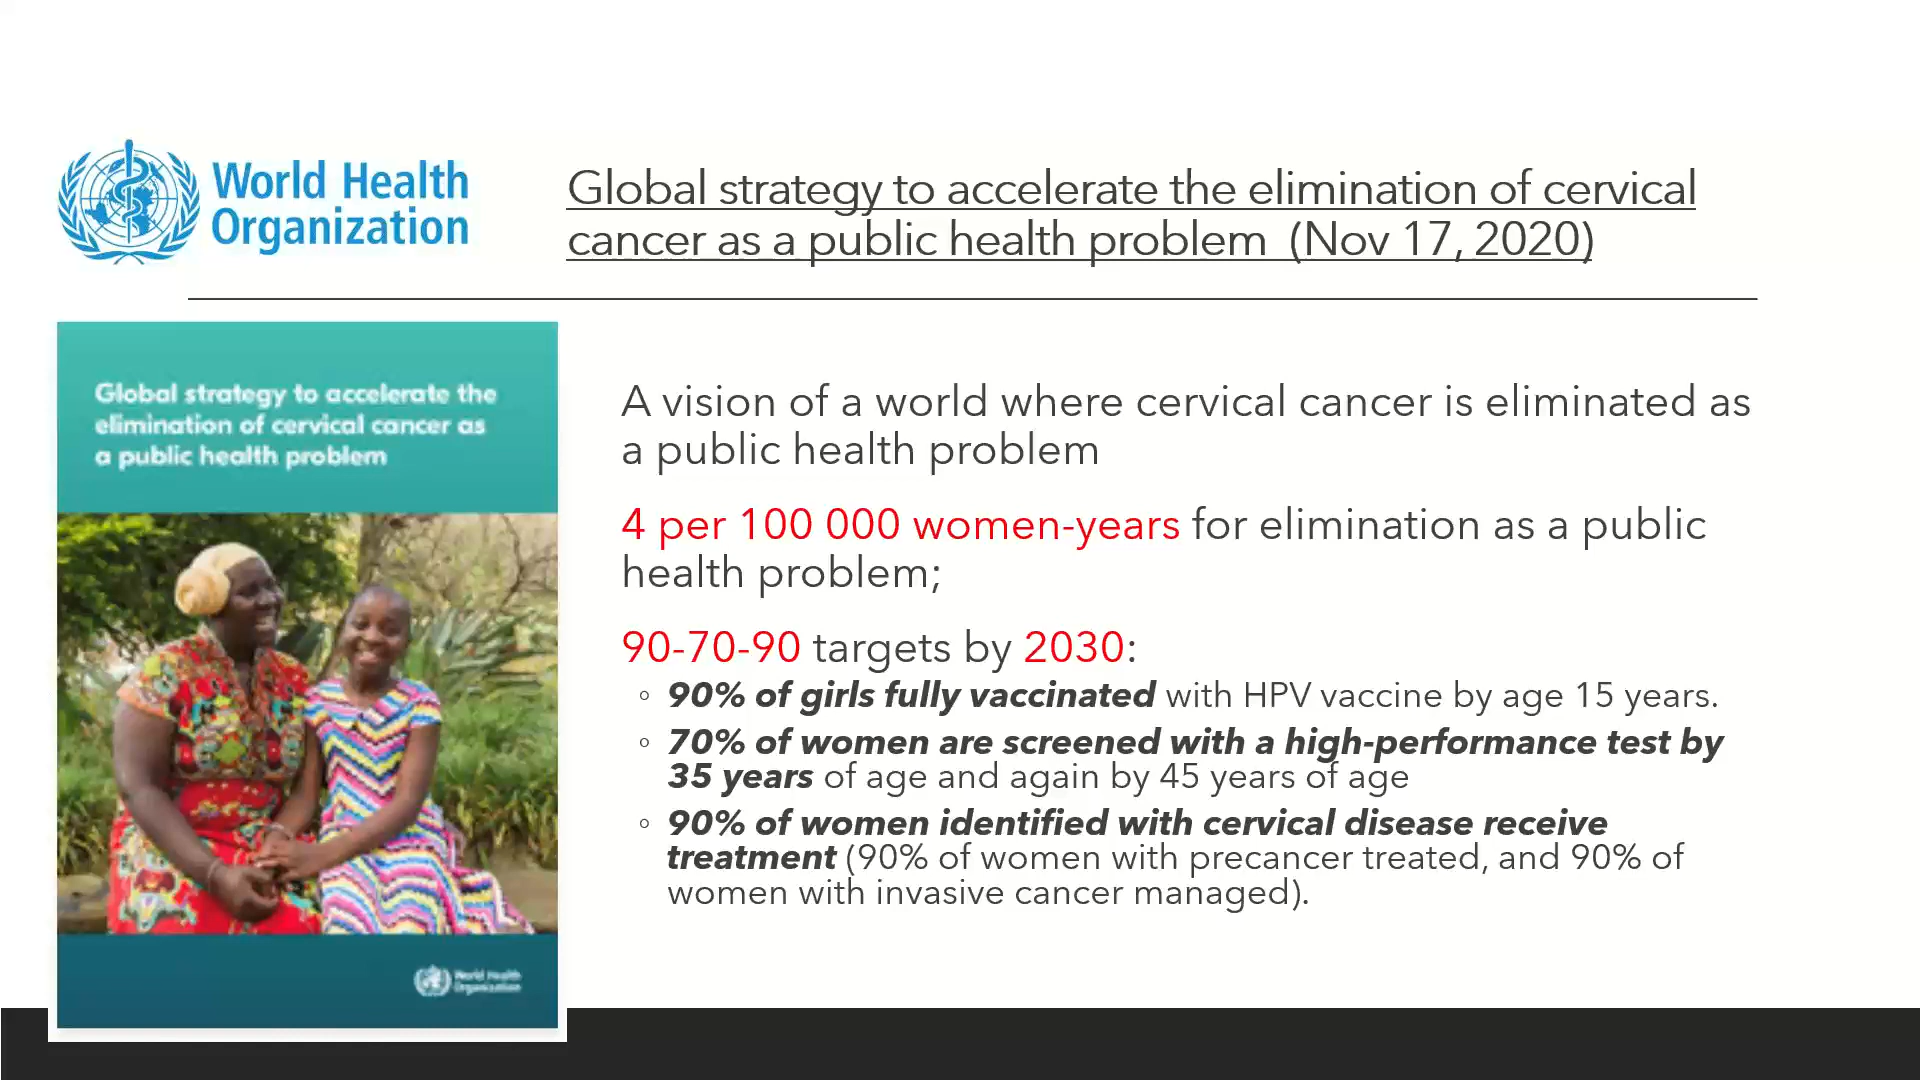 World Health
Organization
Global strategy to accelerate the elimination of cervical
cancer as a public health problem (Nov 17, 2020)
Global strategy to accelerate the
elimination of cervical cancer as
a public health problem
World Health
Organization
A vision of a world where cervical cancer is eliminated as
a public health problem
4 per 100 000 women-years for elimination as a public
health problem;
90-70-90 targets by 2030:
◦ 90% of girls fully vaccinated with HPV vaccine by age 15 years.
◦ 70% of women are screened with a high-performance test by
35 years of age and again by 45 years of age
◦ 90% of women identified with cervical disease receive
treatment (90% of women with precancer treated, and 90% of
women with invasive cancer managed).